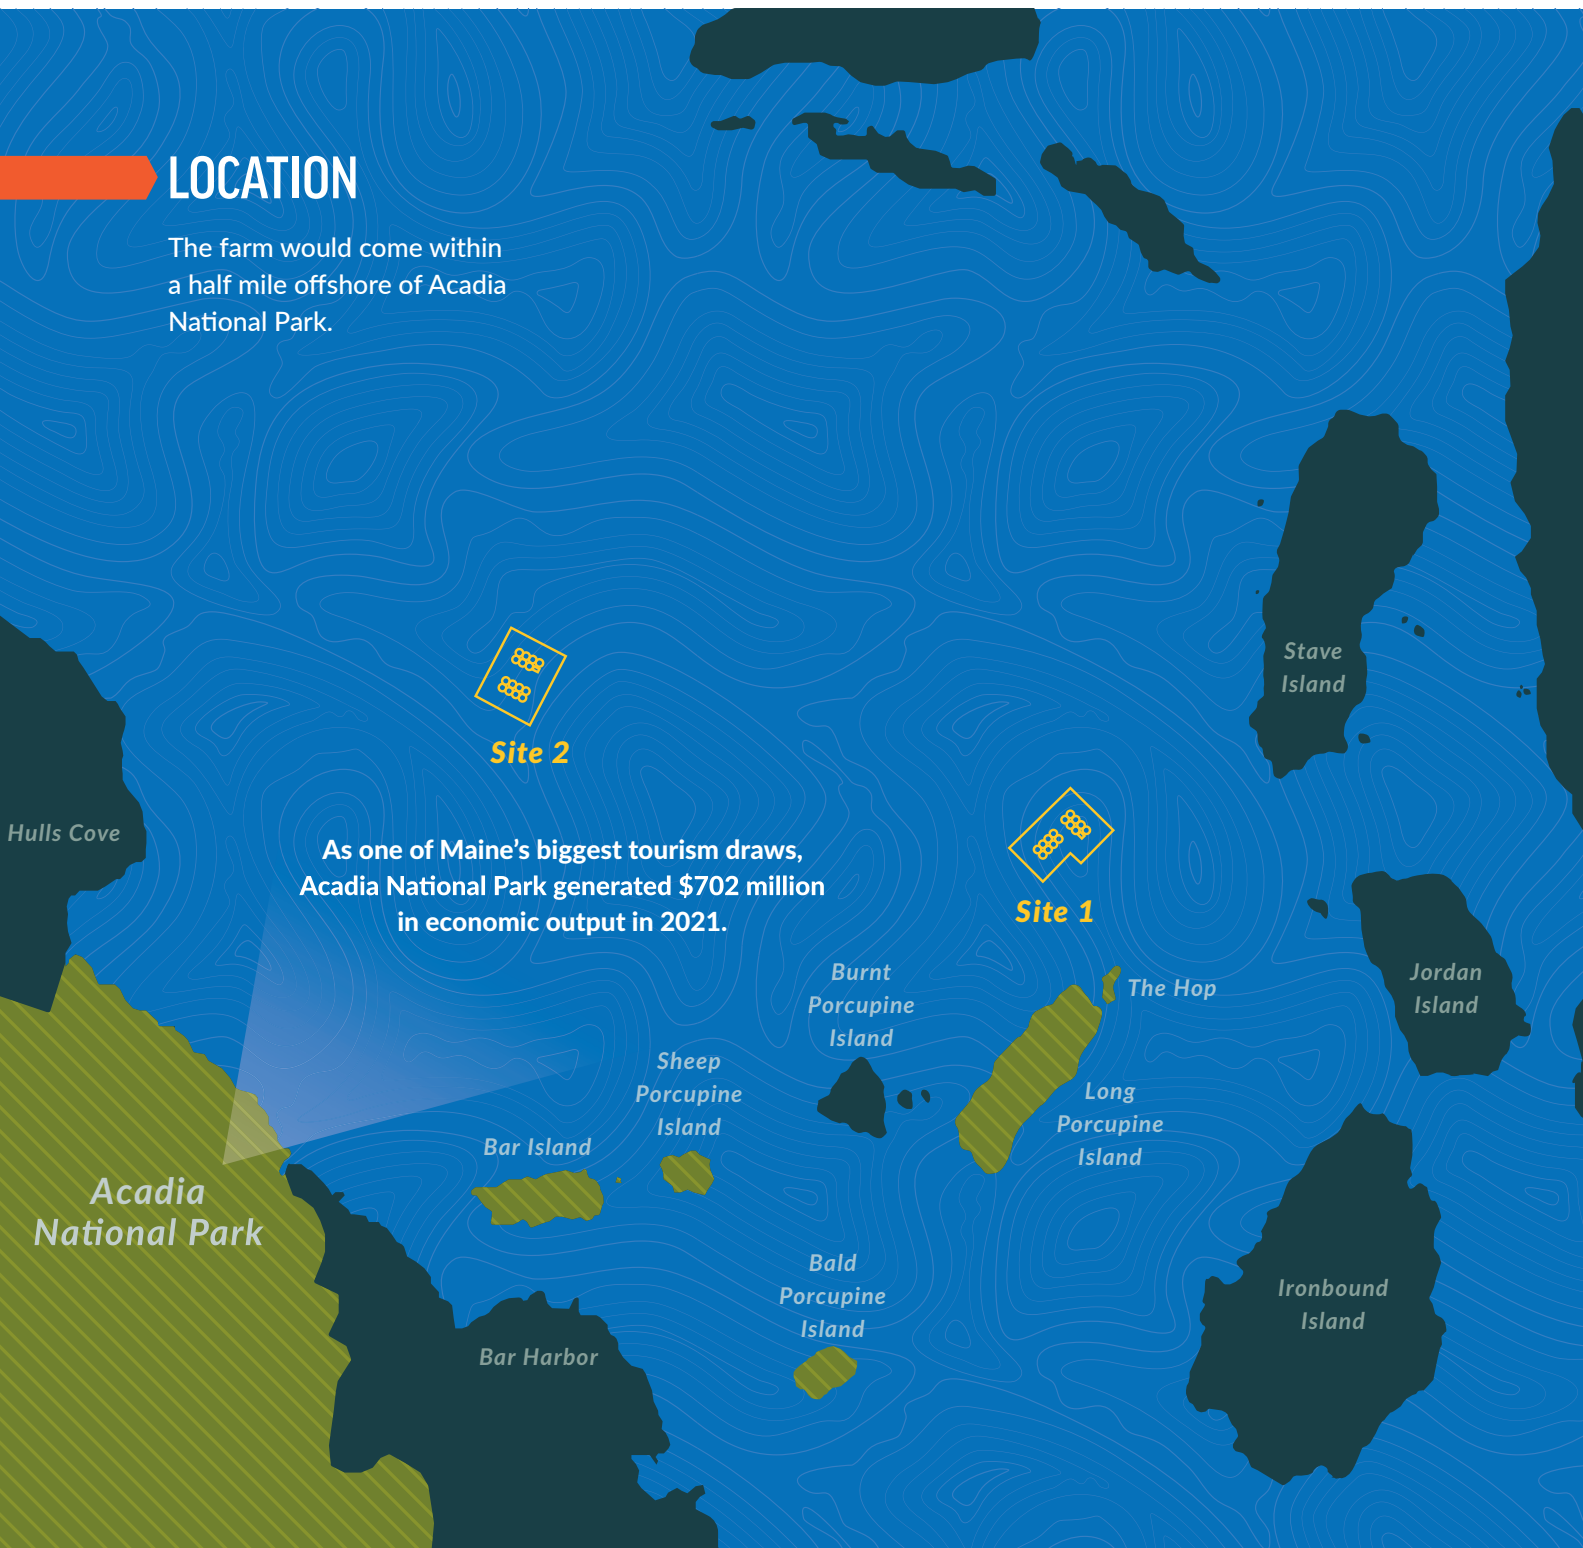 LOCATION
The farm would come within
a half mile offshore of Acadia
National Park.
Stave
Island
Site 2
Hulls Cove
As one of Maine’s biggest tourism draws,
Acadia National Park generated $702 million
in economic output in 2021.
Site 1
Burnt
Porcupine
Island
The Hop
Jordan
Island
Sheep
Porcupine
Island
Long
Porcupine
Island
Bar Island
Acadia
National Park
Bald
Porcupine
Island
Ironbound
Island
Bar Harbor